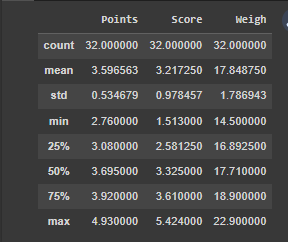 Points Score Weigh
count 32.000000 32.000000 32.000000
mean 3.596563 3.217250 17.848750
std 0.534679 0.978457 1.786943
min 2.760000 1.513000 14.500000
25% 3.080000 2.581250 16.892500
50% 3.695000 3.325000 17.710000
75% 3.920000 3.610000 18.900000
max 4.930000 5.424000 22.900000